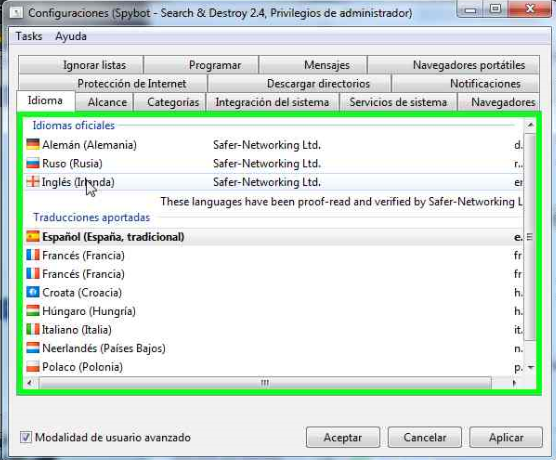 Configuraciones (Spybot - Search & Destroy 2.4, Privilegios de administrador)
Tasks Ayuda
Ignorar listas Programar Mensajes Navegadores portátiles
Protección de Internet Descargar directorios Notificaciones
Idioma Alcance Categorías Integración del sistema Servicios de sistema Navegadores
Idiomas oficiales
Alemán (Alemania) Safer-Networking Ltd. d.
Ruso (Rusia) Safer-Networking Ltd. r..
Inglés (Irlanda) Safer-Networking Ltd. er
These languages have been proof-read and verified by Safer-Networking L
Traducciones aportadas
Español (España, tradicional) e.
Francés (Francia) fr
Francés (Francia) fr
Croata (Croacia) h.
Húngaro (Hungría) h.
Italiano (Italia) it.
Neerlandés (Países Bajos) n.
Polaco (Polonia) p.
Modalidad de usuario avanzado Aceptar Cancelar Aplicar